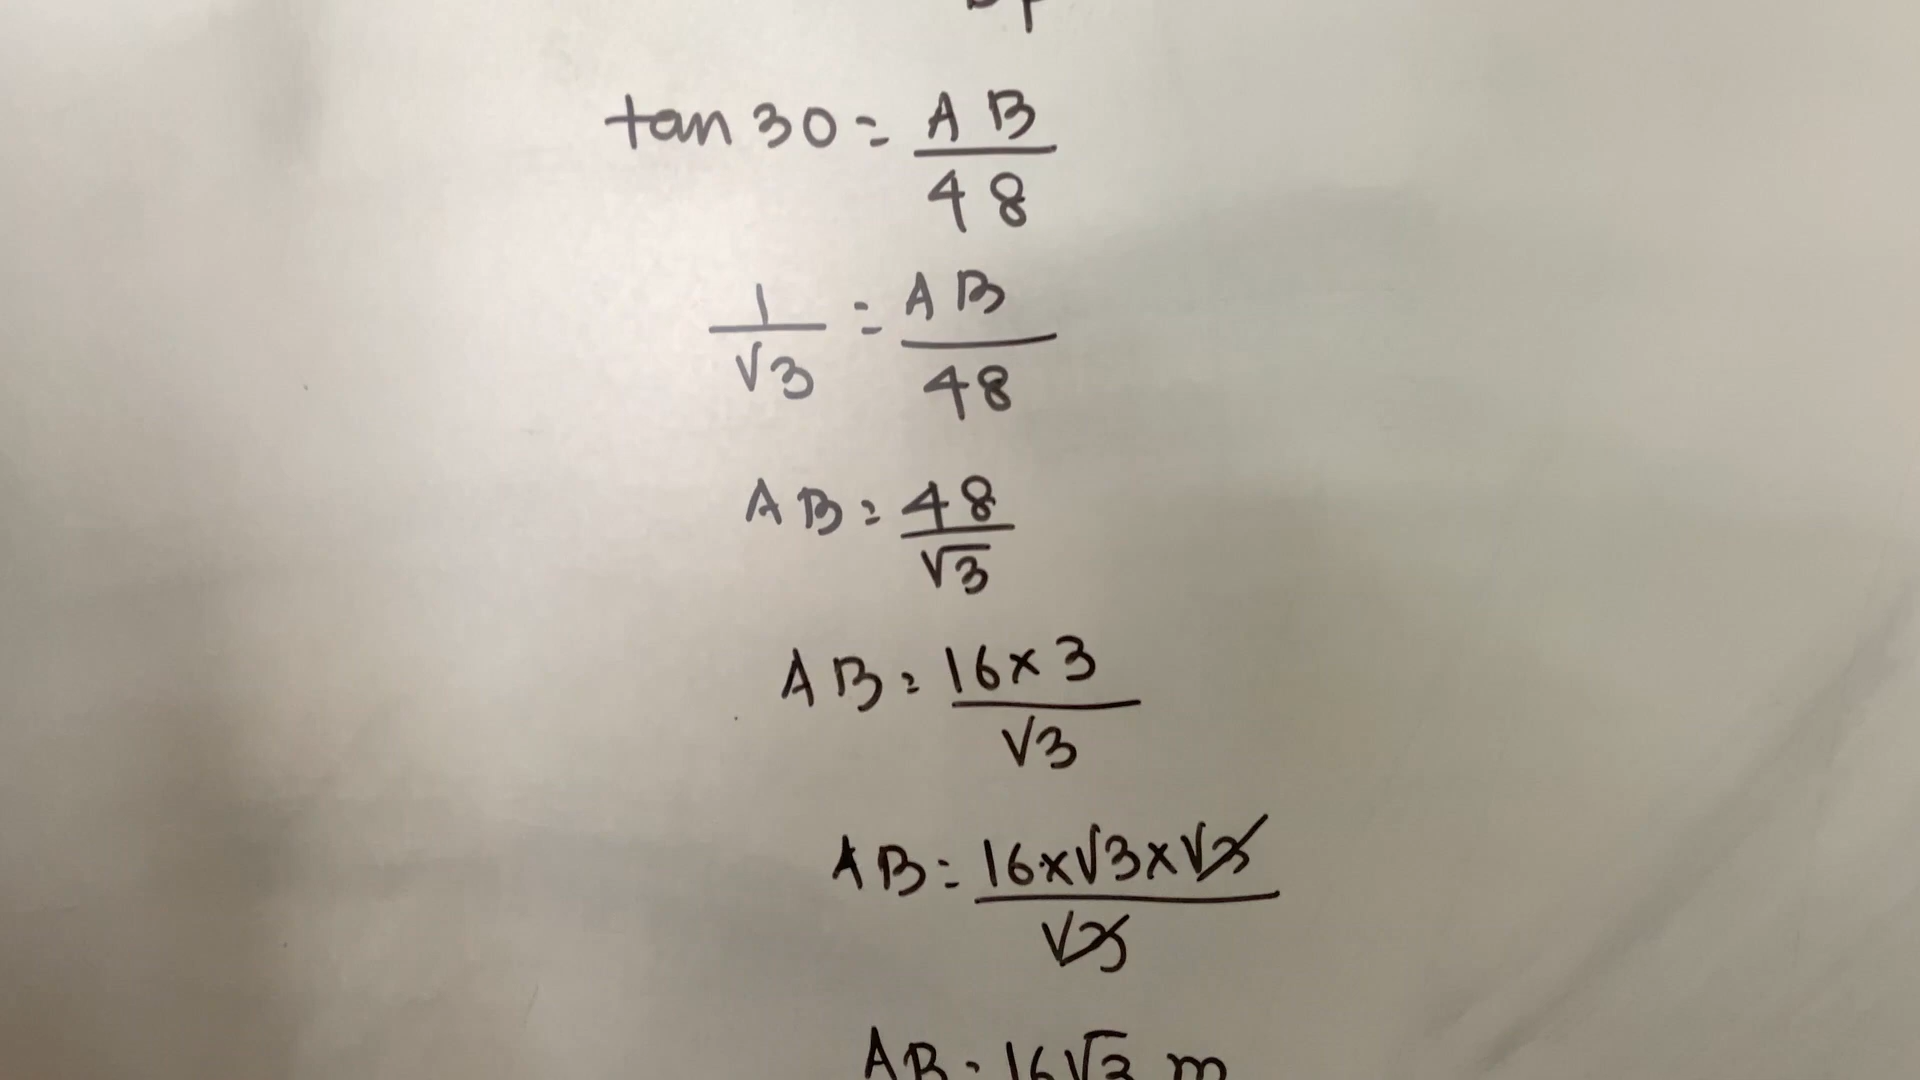 tan 30 = AB/48
1/√3 = AB/48
AB = 48/√3
AB = 16×3/√3
AB = 16×√3×√3/√3
AB = 16√3 m